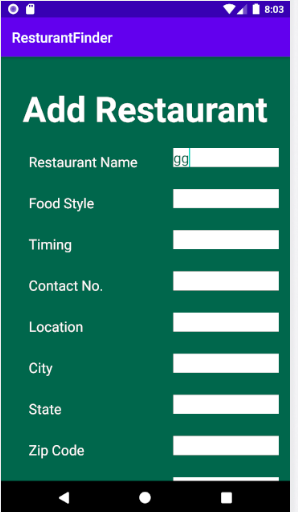 8:03
ResturantFinder
Add Restaurant
Restaurant Name gg
Food Style
Timing
Contact No.
Location
City
State
Zip Code